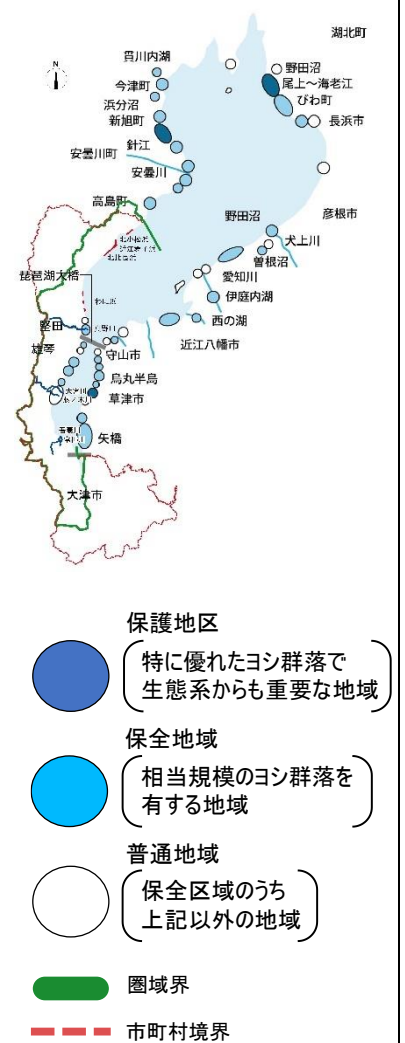 湖北町
貫川内湖
N
野田沼
今津町
尾上～海老江
びわ町
浜分沼
新旭町
長浜市
針江
安曇川町
安曇川
高島町
野田沼
彦根市
犬上川
曽根沼
琵琶湖大橋
愛知川
伊庭内湖
堅田
西の湖
雄琴
守山市
近江八幡市
烏丸半島
草津市
矢橋
大津市
保護地区
特に優れたヨシ群落で
生態系からも重要な地域
保全地域
相当規模のヨシ群落を
有する地域
普通地域
保全区域のうち
上記以外の地域
圏域界
市町村境界